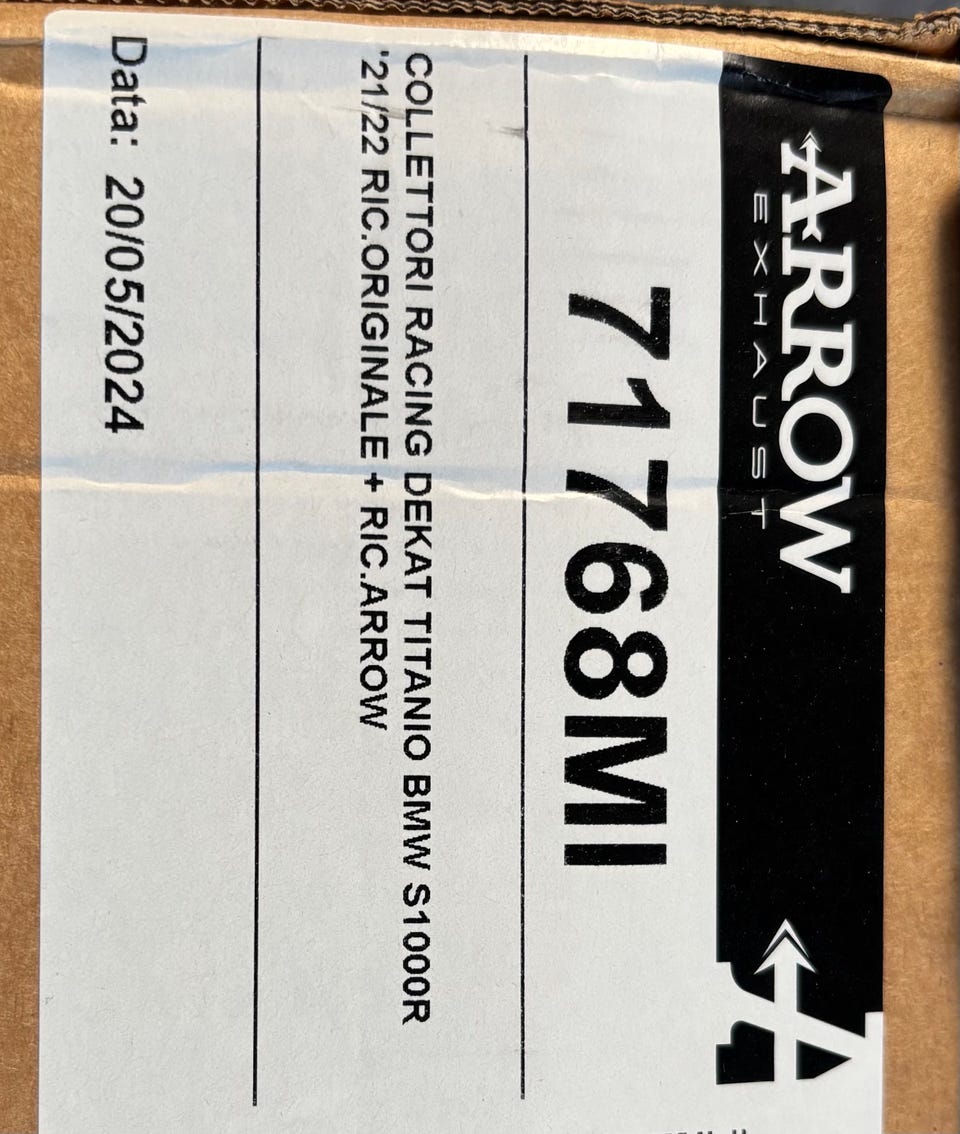 ARROW
EXHAUST
71768MI
COLLETTORI RACING DEKAT TITANIO BMW S1000R
'21/22 RIC.ORIGINALE + RIC.ARROW
Data: 20/05/2024